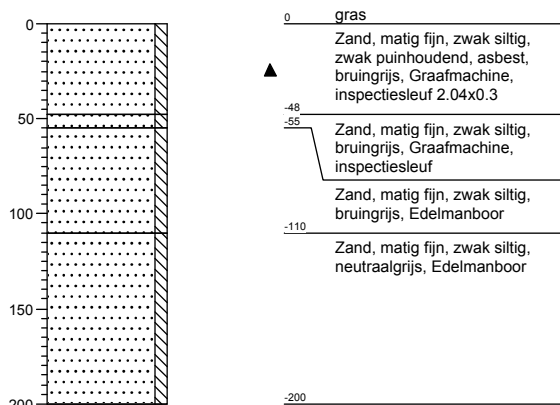 0
50
100
150
200
0
gras
Zand, matig fijn, zwak siltig,
zwak puinhoudend, asbest,
bruingrijs, Graafmachine,
inspectiesleuf 2.04x0.3
-48
-55
Zand, matig fijn, zwak siltig,
bruingrijs, Graafmachine,
inspectiesleuf
Zand, matig fijn, zwak siltig,
bruingrijs, Edelmanboor
-110
Zand, matig fijn, zwak siltig,
neutraalgrijs, Edelmanboor
-200